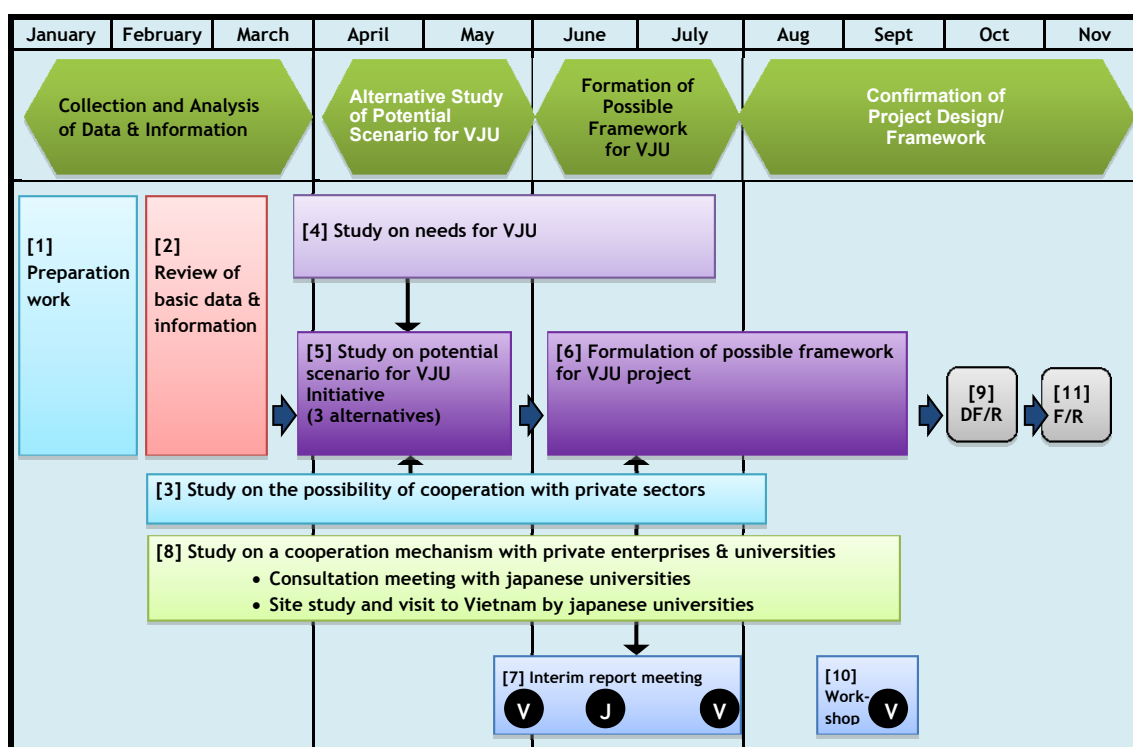 January February March April May June July Aug Sept Oct Nov
Collection and Analysis
of Data & Information
Alternative Study
of Potential
Scenario for VJU
Formation of
Possible
Framework
for VJU
Confirmation of
Project Design/
Framework
[1]
Preparation
work
[2]
Review of
basic data &
information
[4] Study on needs for VJU
[5] Study on potential
scenario for VJU
Initiative
(3 alternatives)
[6] Formulation of possible framework
for VJU project
[9]
DF/R
[11]
F/R
[3] Study on the possibility of cooperation with private sectors
[8] Study on a cooperation mechanism with private enterprises & universities
• Consultation meeting with japanese universities
• Site study and visit to Vietnam by japanese universities
[7] Interim report meeting
V J V
[10]
Work-
shop
V